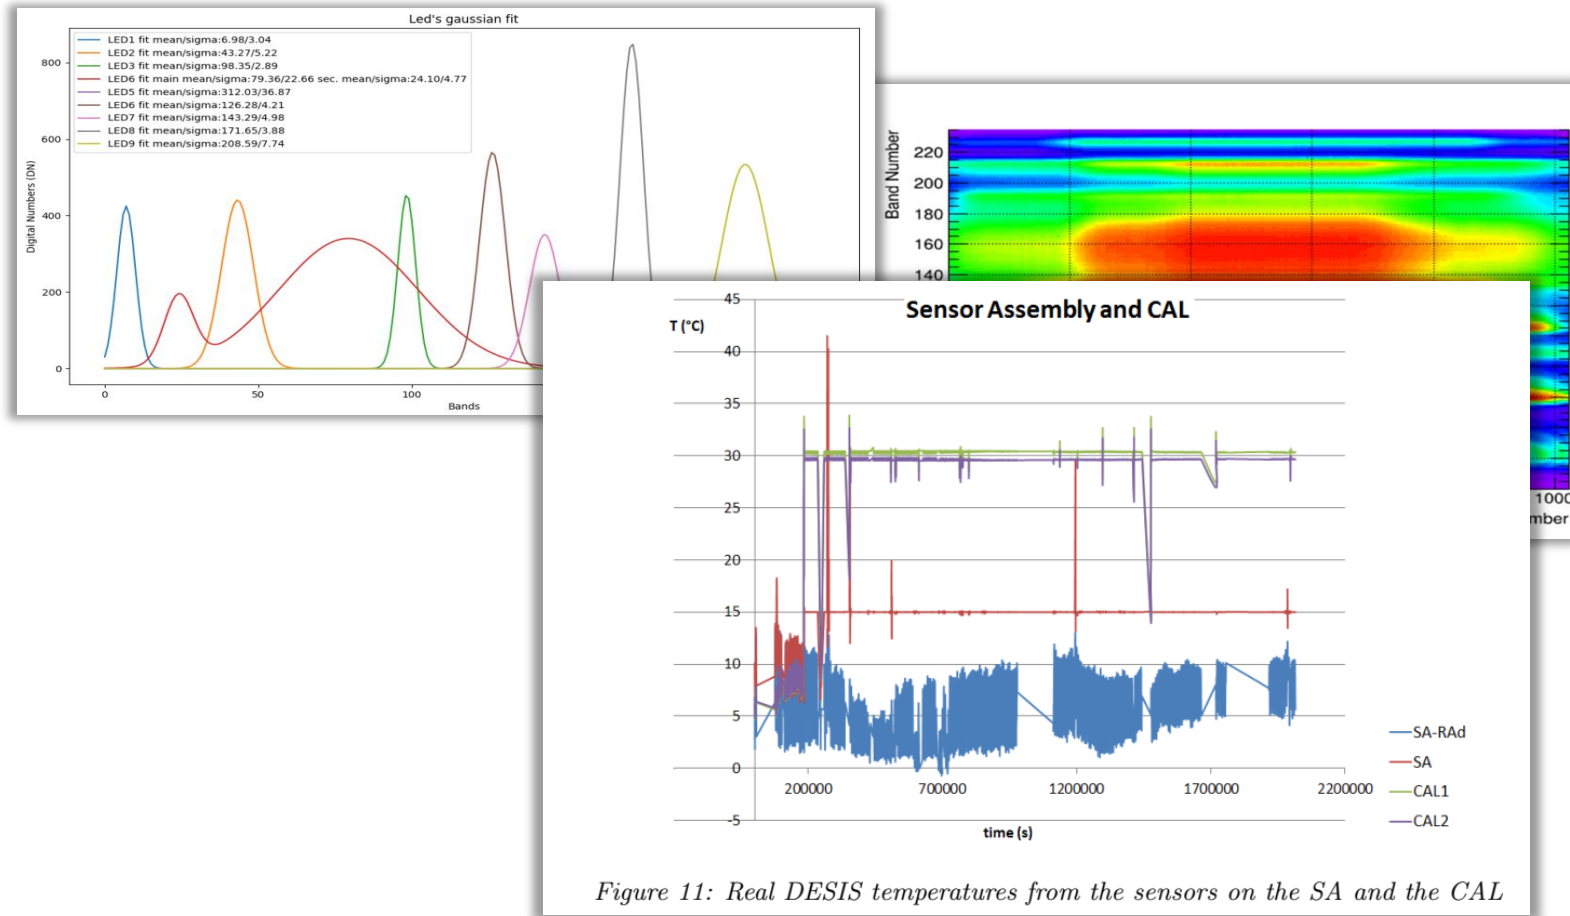 Led's gaussian fit
LED1 fit mean/sigma:6.98/3.04
LED2 fit mean/sigma:43.27/5.22
LED3 fit mean/sigma:98.35/2.89
LED6 fit main mean/sigma:79.36/22.66 sec. mean/sigma:24.10/4.77
LED5 fit mean/sigma:312.03/36.87
LED6 fit mean/sigma:126.28/4.21
LED7 fit mean/sigma:143.29/4.98
LED8 fit mean/sigma:171.65/3.88
LED9 fit mean/sigma:208.59/7.74
Digital Numbers (DN)
800
600
400
200
0
0
50
100
Bands
Band Number
220
200
180
160
140
1000
mber
Sensor Assembly and CAL
T (°C)
45
40
35
30
25
20
15
10
5
0
-5
200000
700000
1200000
1700000
2200000
time (s)
SA-RAd
SA
CAL1
CAL2
Figure 11: Real DESIS temperatures from the sensors on the SA and the CAL